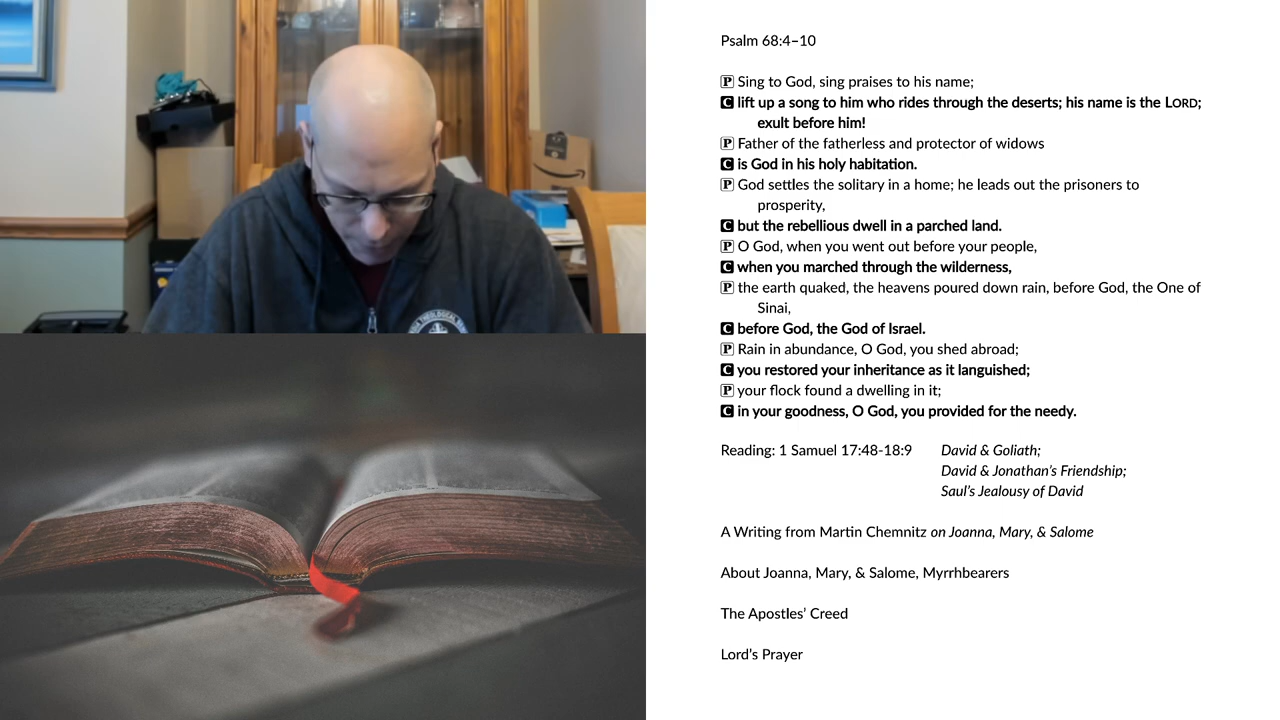 Psalm 68:4–10
P Sing to God, sing praises to his name;
C lift up a song to him who rides through the deserts; his name is the LORD;
exult before him!
P Father of the fatherless and protector of widows
C is God in his holy habitation.
P God settles the solitary in a home; he leads out the prisoners to
prosperity,
C but the rebellious dwell in a parched land.
P O God, when you went out before your people,
C when you marched through the wilderness,
P the earth quaked, the heavens poured down rain, before God, the One of
Sinai,
C before God, the God of Israel.
P Rain in abundance, O God, you shed abroad;
C you restored your inheritance as it languished;
P your flock found a dwelling in it;
C in your goodness, O God, you provided for the needy.
Reading: 1 Samuel 17:48-18:9 David & Goliath;
David & Jonathan's Friendship;
Saul's Jealousy of David
A Writing from Martin Chemnitz on Joanna, Mary, & Salome
About Joanna, Mary, & Salome, Myrrhbearers
The Apostles' Creed
Lord's Prayer